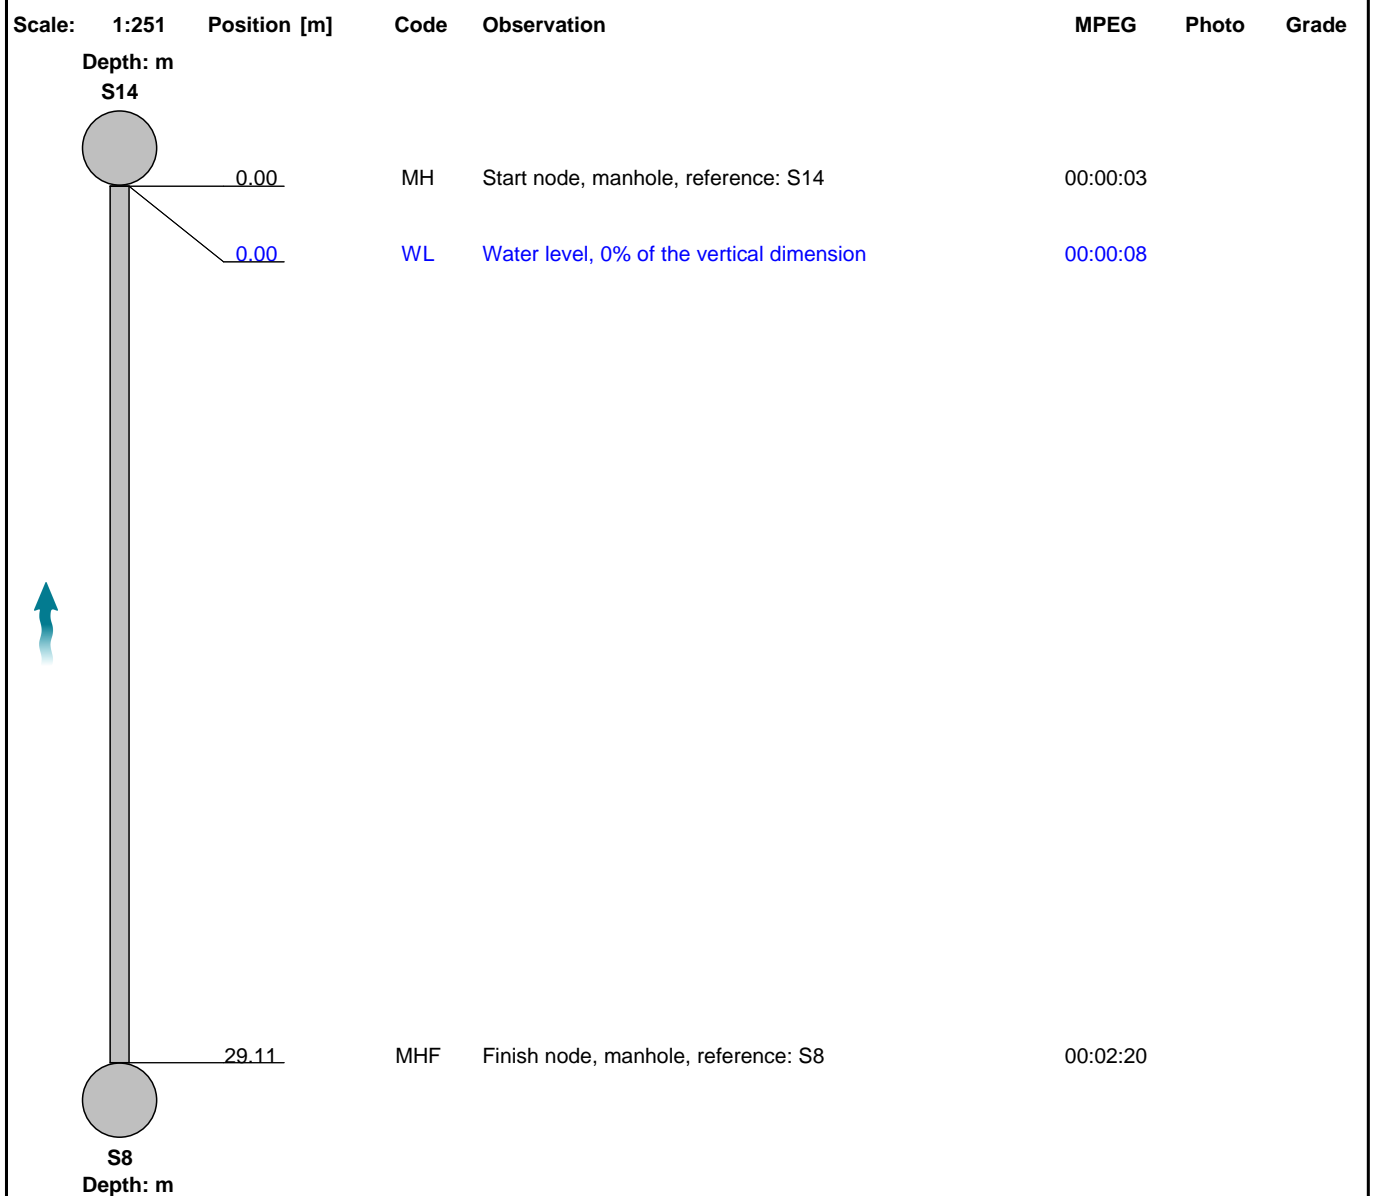 Scale: 1:251 Position [m] Code Observation MPEG Photo Grade
Depth: m
S14
0.00 MH Start node, manhole, reference: S14 00:00:03
0.00 WL Water level, 0% of the vertical dimension 00:00:08
29.11 MHF Finish node, manhole, reference: S8 00:02:20
S8
Depth: m